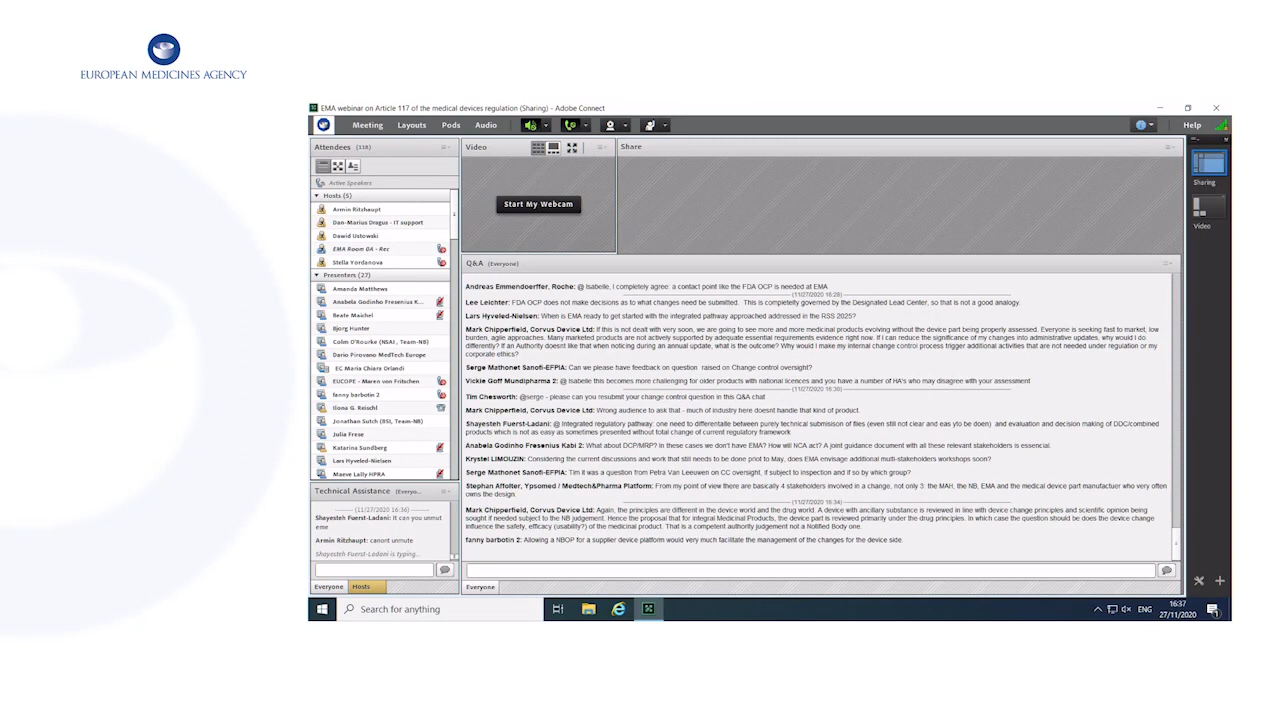 EUROPEAN MEDICINES AGENCY
EMA webinar on Article 117 of the medical devices regulation (Sharing) - Adobe Connect
Meeting Layouts Pods Audio
Help
Attendees (338)
Active Speakers
Hosts (5)
Armin Ritzhaupt
Dan-Marius Dragus - IT support
Dawid Ustowski
EMA Room 0A - Rec
Stella Yordanova
Presenters (27)
Amanda Matthews
Anabela Godinho Fresenius K...
Beate Maichel
Bjorg Hunter
Colm O'Rourke (NSAI , Team-NB)
Dario Pirovano MedTech Europe
EC Maria Chiara Orlandi
EUCOPE - Maren von Fritschen
fanny barbotin 2
Ilona G. Reischl
Jonathan Sutch (BSI, Team-NB)
Julia Frese
Katarina Sundberg
Lars Hyveled-Nielsen
Maeve Lally HPRA
Technical Assistance (Everyo...
(11/27/2020 16:36)
Shayesteh Fuerst-Ladani: it can you unmut
eme
Armin Ritzhaupt: canont unmute
Shayesteh Fuerst-Ladani is typing...
Everyone Hosts
Video
Start My Webcam
Share
Q&A (Everyone)
Andreas Emmendoerffer, Roche: @ Isabelle, I completely agree: a contact point like the FDA OCP is needed at EMA
(11/27/2020 16:28)
Lee Leichter: FDA OCP does not make decisions as to what changes need be submitted. This is completelty governed by the Designated Lead Center, so that is not a good analogy.
Lars Hyveled-Nielsen: When is EMA ready to get started with the integrated pathway approached addressed in the RSS 2025?
Mark Chipperfield, Corvus Device Ltd: If this is not dealt with very soon, we are going to see more and more medicinal products evolving without the device part being properly assessed. Everyone is seeking fast to market, low
burden, agile approaches. Many marketed products are not actively supported by adequate essential requirements evidence right now. If I can reduce the significance of my changes into administrative updates, why would I do
differently? If an Authority doesnt like that when noticing during an annual update, what is the outcome? Why would I make my internal change control process trigger additional activities that are not needed under regulation or my
corporate ethics?
Serge Mathonet Sanofi-EFPIA: Can we please have feedback on question raised on Change control oversight?
Vickie Goff Mundipharma 2: @ Isabelle this becomes more challenging for older products with national licences and you have a number of HA's who may disagree with your assessment
(11/27/2020 16:30)
Tim Chesworth: @serge - please can you resubmit your change control question in this Q&A chat
Mark Chipperfield, Corvus Device Ltd: Wrong audience to ask that - much of industry here doesnt handle that kind of product.
Shayesteh Fuerst-Ladani: @ Integrated regulatory pathway: one need to differentaite between purely technical submission of files (even still not clear and eas yto be doen) and evaluation and decision making of DDC/combined
products which is not as easy as sometimes presented without total change of current regulatory framework
Anabela Godinho Fresenius Kabi 2: What about DCP/MRP? In these cases we don't have EMA? How will NCA act? A joint guidance document with all these relevant stakeholders is essencial.
Krystel LIMOUZIN: Considering the current discussions and work that still needs to be done prior to May, does EMA envisage additional multi-stakeholders workshops soon?
Serge Mathonet Sanofi-EFPIA: Tim it was a question from Petra Van Leeuwen on CC oversight, if subject to inspection and if so by which group?
Stephan Affolter, Ypsomed / Medtech&Pharma Platform: From my point of view there are basically 4 stakeholders involved in a change, not only 3: the MAH, the NB, EMA and the medical device part manufactuer who very often
owns the design.
(11/27/2020 16:34)
Mark Chipperfield, Corvus Device Ltd: Again, the principles are different in the device world and the drug world. A device with ancillary substance is reviewed in line with device change principles and scientific opinion being
sought if needed subject to the NB judgement. Hence the proposal that for integral Medicinal Products, the device part is reviewed primarily under the drug principles. In which case the question should be does the device change
influence the safety, efficacy (usability?) of the medicinal product. That is a competent authority judgement not a Notified Body one.
fanny barbotin 2: Allowing a NBOP for a supplier device platform would very much facilitate the management of the changes for the device side.
Everyone
Sharing
Video
Search for anything
ENG
16:37
27/11/2020